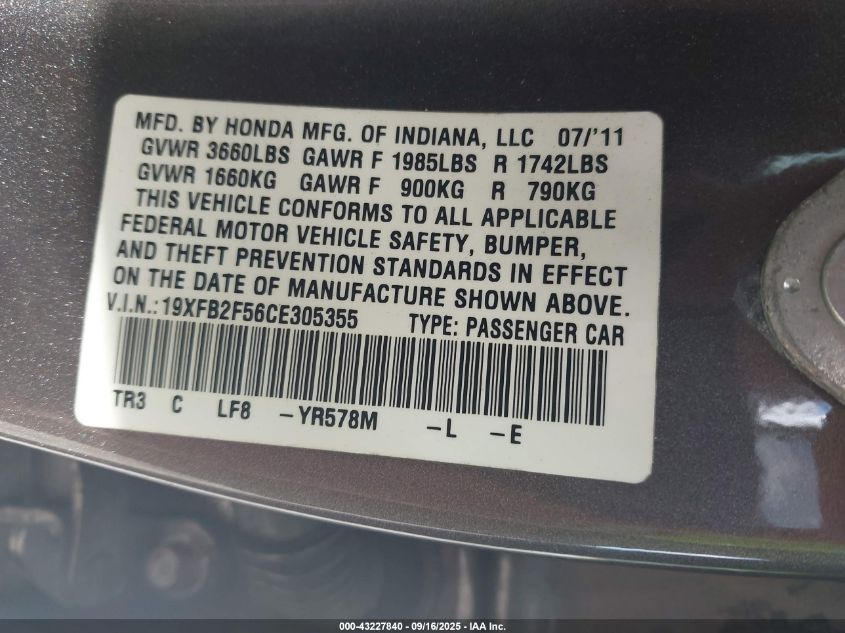 MFD. BY HONDA MFG. OF INDIANA, LLC 07/'11
GVWR 3660LBS GAWR F 1985LBS R 1742LBS
GVWR 1660KG GAWR F 900KG R 790KG
THIS VEHICLE CONFORMS TO ALL APPLICABLE
FEDERAL MOTOR VEHICLE SAFETY, BUMPER,
AND THEFT PREVENTION STANDARDS IN EFFECT
ON THE DATE OF MANUFACTURE SHOWN ABOVE.
V.I.N.:19XFB2F56CE305355 TYPE: PASSENGER CAR
TR3 C LF8 -YR578M -L -E
000-43227840 - 09/16/2025 - IAA Inc.